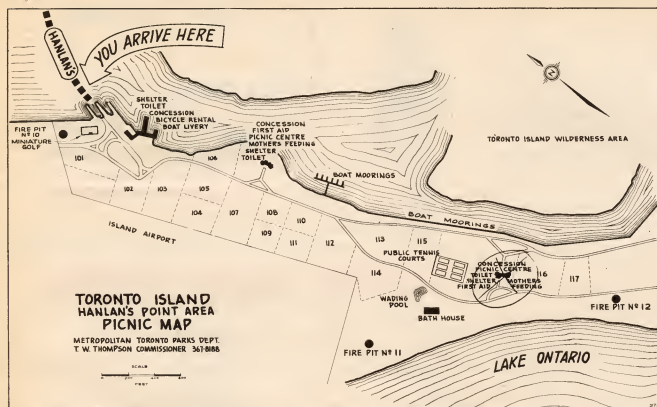 HANLAN'S
YOU ARRIVE HERE
N
SHELTER
TOILET
CONCESSION
BICYCLE RENTAL
BOAT LIVERY
FIRE PIT
Nº 10
MINIATURE
GOLF
CONCESSION
FIRST AID
PICNIC CENTRE
MOTHERS FEEDING
SHELTER
TOILET
TORONTO ISLAND WILDERNESS AREA
101
102
103
104
105
106
107
108
109
110
111
112
BOAT MOORINGS
BOAT MOORINGS
ISLAND AIRPORT
113
114
115
PUBLIC TENNIS
COURTS
CONCESSION
PICNIC CENTRE
TOILET
SHELTER MOTHERS
FIRST AID FEEDING
116
117
WADING
POOL
BATH HOUSE
FIRE PIT Nº 12
FIRE PIT Nº 11
LAKE ONTARIO
TORONTO ISLAND
HANLAN'S POINT AREA
PICNIC MAP
METROPOLITAN TORONTO PARKS DEPT.
T. W. THOMPSON COMMISSIONER 367-8188
SCALE
FEET